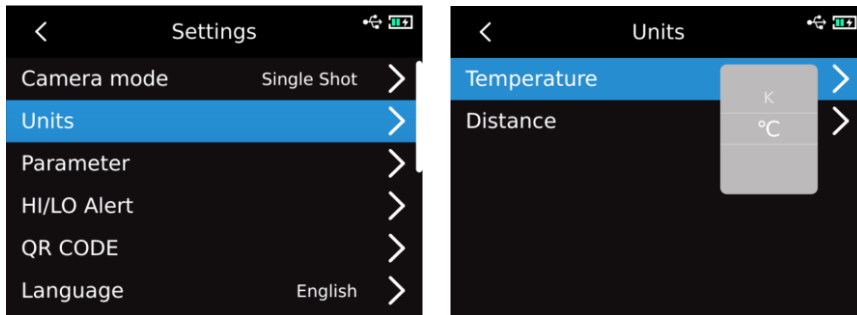 Settings
Camera mode Single Shot
Units
Parameter
HI/LO Alert
QR CODE
Language English
Units
Temperature
K
Distance
°C